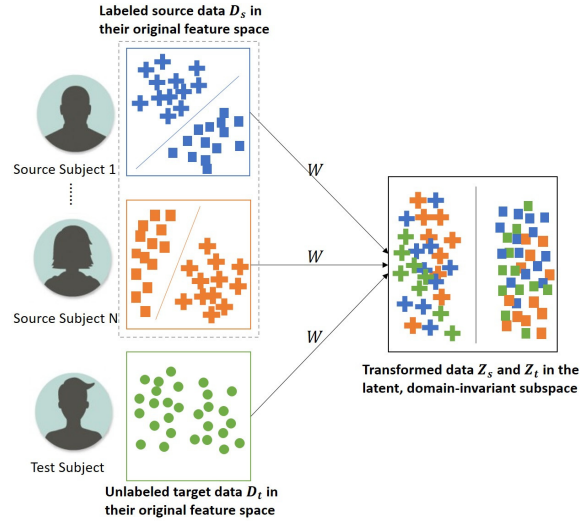 Labeled source data D_s in
their original feature space
Source Subject 1
W
Source Subject N
W
W
Transformed data Z_s and Z_t in the
latent, domain-invariant subspace
Test Subject
Unlabeled target data D_t in
their original feature space